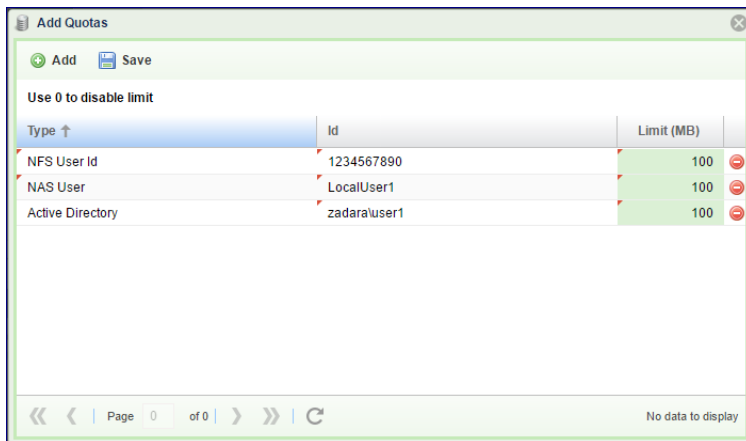 Add Quotas
Add Save
Use 0 to disable limit
Type Id Limit (MB)
NFS User Id 1234567890 100
NAS User LocalUser1 100
Active Directory zadara\user1 100
Page 0 of 0 No data to display